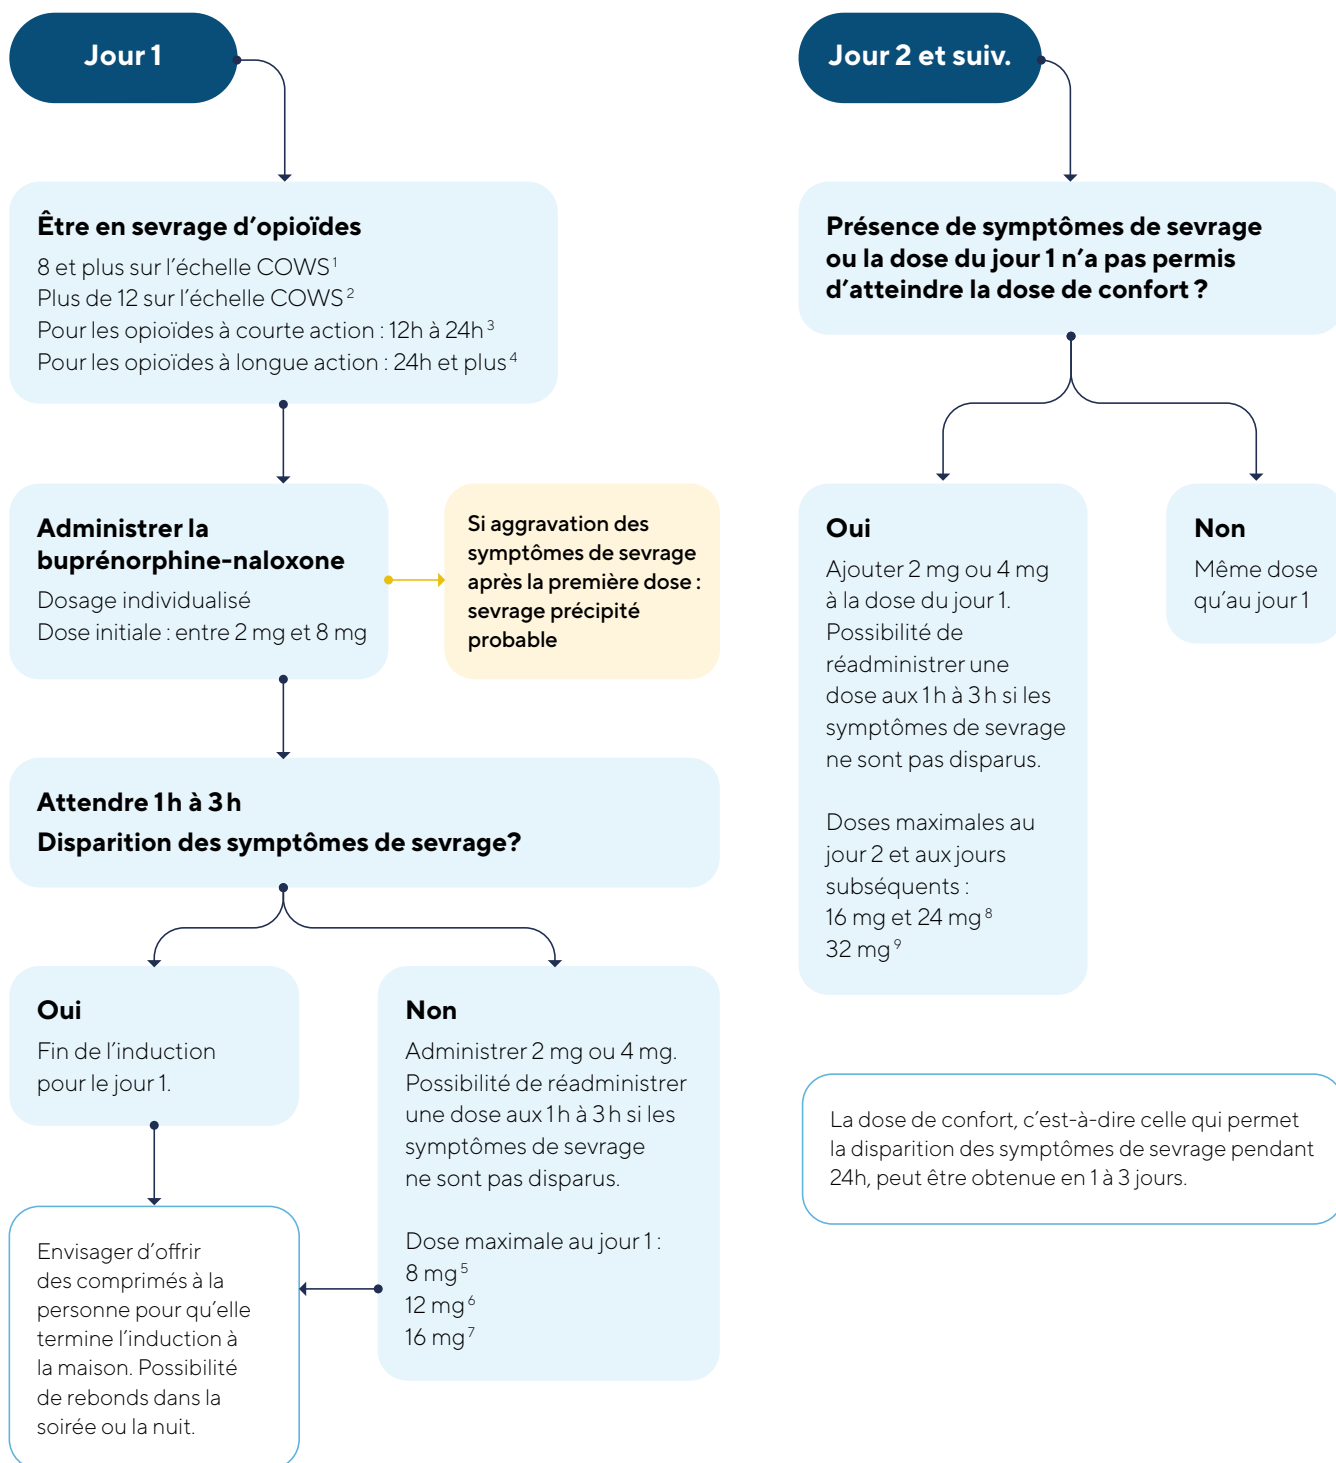 Jour 1
Être en sevrage d’opioïdes
8 et plus sur l’échelle COWS¹
Plus de 12 sur l’échelle COWS²
Pour les opioïdes à courte action : 12h à 24h³
Pour les opioïdes à longue action : 24h et plus⁴
Administrer la
buprénorphine-naloxone
Dosage individualisé
Dose initiale : entre 2 mg et 8 mg
Si aggravation des
symptômes de sevrage
après la première dose :
sevrage précipité
probable
Attendre 1h à 3h
Disparition des symptômes de sevrage?
Oui
Fin de l’induction
pour le jour 1.
Non
Administrer 2 mg ou 4 mg.
Possibilité de réadministrer
une dose aux 1h à 3h si les
symptômes de sevrage
ne sont pas disparus.
Dose maximale au jour 1 :
8 mg⁵
12 mg⁶
16 mg⁷
Envisager d’offrir
des comprimés à la
personne pour qu’elle
termine l’induction à
la maison. Possibilité
de rebonds dans la
soirée ou la nuit.
Jour 2 et suiv.
Présence de symptômes de sevrage
ou la dose du jour 1 n’a pas permis
d’atteindre la dose de confort ?
Oui
Ajouter 2 mg ou 4 mg
à la dose du jour 1.
Possibilité de
réadministrer une
dose aux 1h à 3h si les
symptômes de sevrage
ne sont pas disparus.
Doses maximales au
jour 2 et aux jours
subséquents :
16 mg et 24 mg⁸
32 mg⁹
Non
Même dose
qu’au jour 1
La dose de confort, c’est-à-dire celle qui permet
la disparition des symptômes de sevrage pendant
24h, peut être obtenue en 1 à 3 jours.